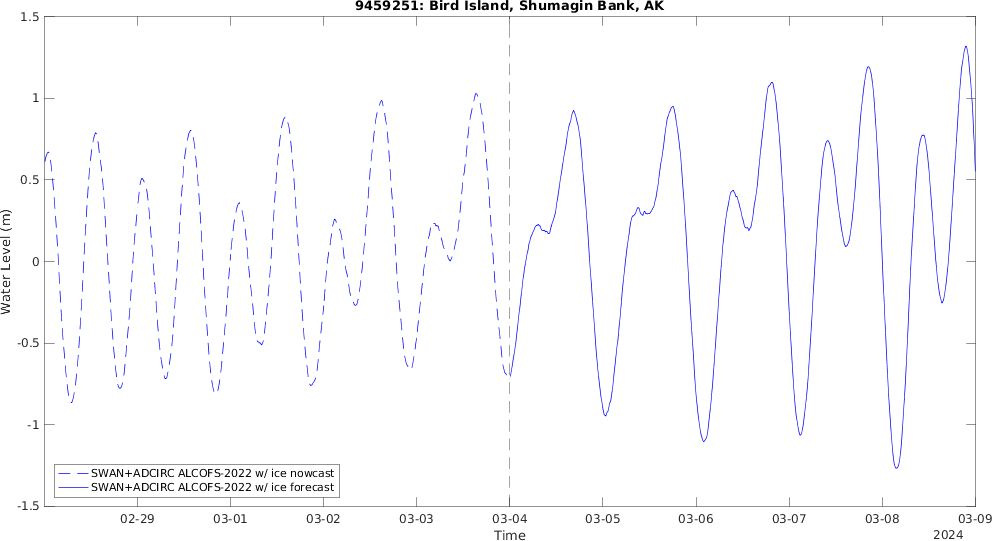 9459251: Bird Island, Shumagin Bank, AK
1.5
1
0.5
0
-0.5
-1
-1.5
Water Level (m)
SWAN+ADCIRC ALCOFS-2022 w/ ice nowcast
SWAN+ADCIRC ALCOFS-2022 w/ ice forecast
02-29 03-01 03-02 03-03 03-04 03-05 03-06 03-07 03-08 03-09
Time
2024